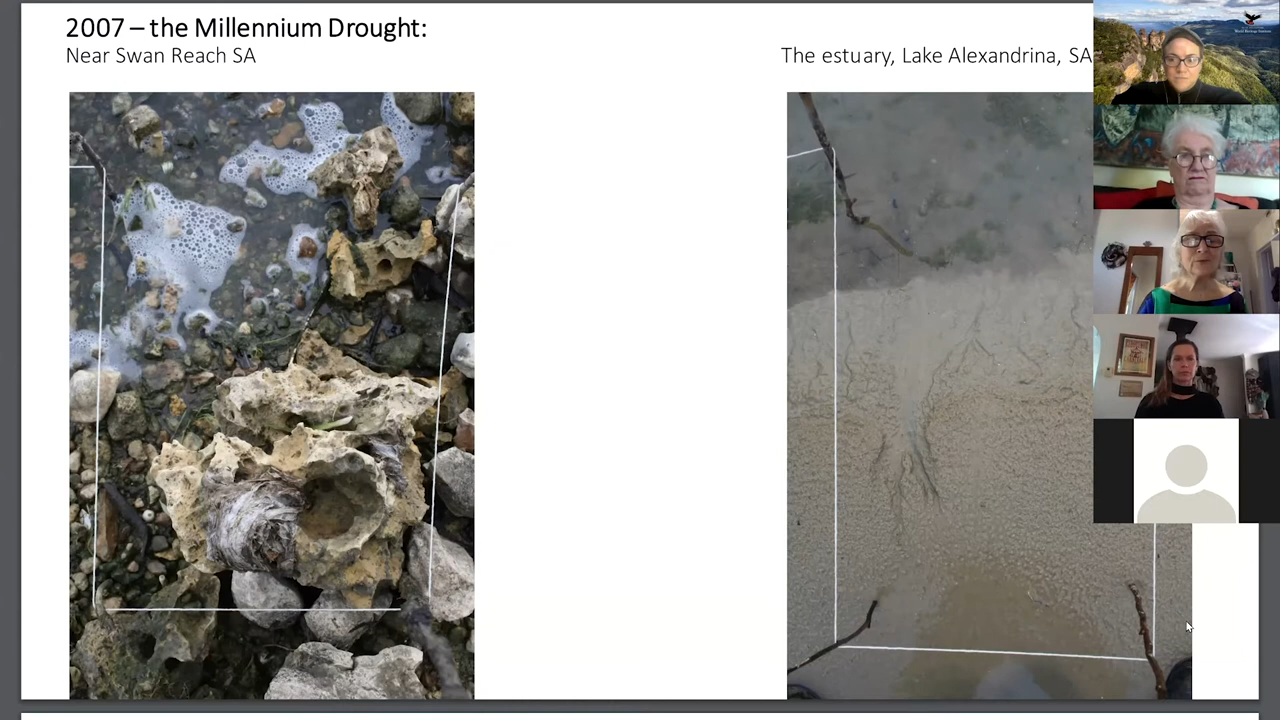 2007 – the Millennium Drought:
Near Swan Reach SA
The estuary, Lake Alexandrina, SA